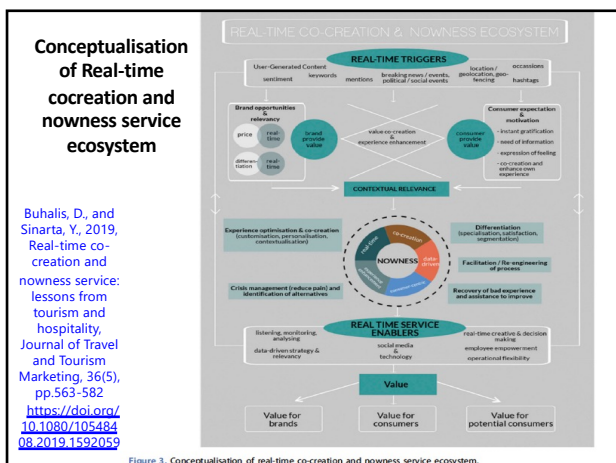 Conceptualisation
of Real-time
cocreation and
nowness service
ecosystem
Buhalis, D., and
Sinarta, Y., 2019,
Real-time co-
creation and
nowness service:
lessons from
tourism and
hospitality,
Journal of Travel
and Tourism
Marketing, 36(5),
pp.563-582
https://doi.org/
10.1080/105484
08.2019.1592059
REAL-TIME CO-CREATION & NOWNESS ECOSYSTEM
REAL-TIME TRIGGERS
User-Generated Content
sentiment
keywords
mentions
breaking news / events,
political / social events
location /
geolocation, geo-
fencing
occassions
hashtags
Brand opportunities
&
relevancy
price
real-
time
differen-
tiation
real-
time
brand
provide
value
value co-creation
&
experience enhancement
consumer
provide
value
Consumer expectation
&
motivation
- instant gratification
- need of information
- expression of feeling
- co-creation and
enhance own
experience
CONTEXTUAL RELEVANCE
Experience optimisation & co-creation
(customisation, personalisation,
contextualisation)
Crisis management (reduce pain) and
identification of alternatives
real-time
co-creation
data-
driven
NOWNESS
Differentiation
(specialisation, satisfaction,
segmentation)
Facilitation / Re-engineering
of process
Recovery of bad experience
and assistance to improve
REAL TIME SERVICE
ENABLERS
listening, monitoring,
analysing
data-driven strategy &
relevancy
social media
&
technology
real-time creative & decision
making
employee empowerment
operational flexibility
Value
Value for
brands
Value for
consumers
Value for
potential consumers
Figure 3. Conceptualisation of real-time co-creation and nowness service ecosystem.